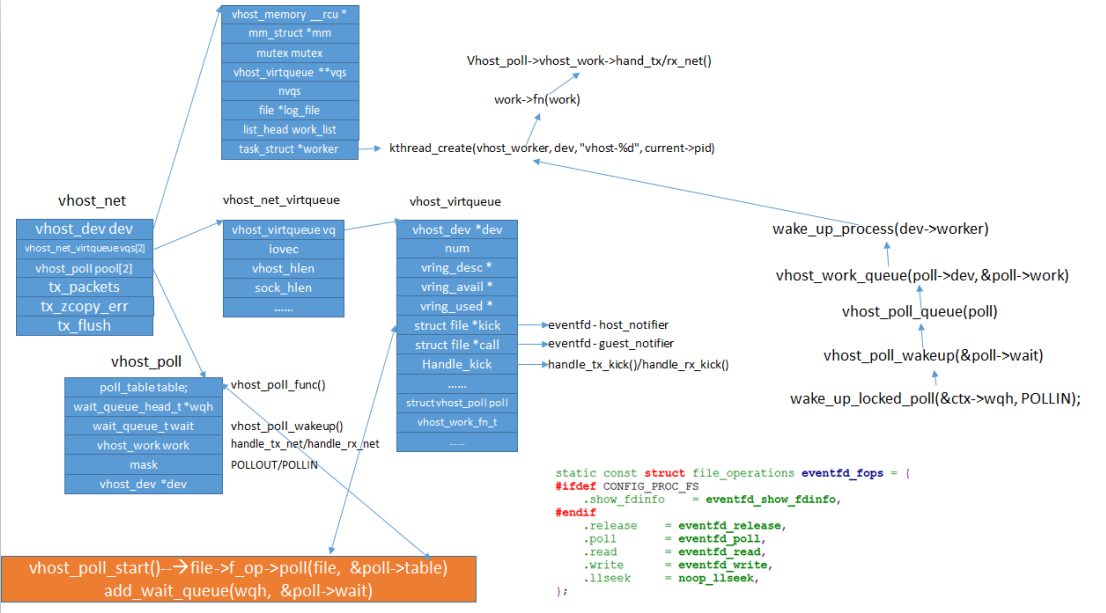 vhost_memory __rcu *
mm_struct *mm
mutex mutex
vhost_virtqueue **vqs
nvqs
file *log_file
list_head work_list
task_struct *worker
Vhost_poll->vhost_work->hand_tx/rx_net()
work->fn(work)
kthread_create(vhost_worker, dev, "vhost-%d", current->pid)
vhost_net
vhost_dev dev
vhost_net_virtqueue vqs[2]
vhost_poll pool[2]
tx_packets
tx_zcopy_err
tx_flush
vhost_net_virtqueue
vhost_virtqueue vq
iovec
vhost_hlen
sock_hlen
......
vhost_virtqueue
vhost_dev *dev
num
vring_desc *
vring_avail *
vring_used *
struct file *kick
struct file *call
Handle_kick
......
struct vhost_poll poll
vhost_work_fn_t
......
eventfd - host_notifier
eventfd - guest_notifier
handle_tx_kick()/handle_rx_kick()
wake_up_process(dev->worker)
vhost_work_queue(poll->dev, &poll->work)
vhost_poll_queue(poll)
vhost_poll_wakeup(&poll->wait)
wake_up_locked_poll(&ctx->wqh, POLLIN);
vhost_poll
poll_table table;
wait_queue_head_t *wqh
wait_queue_t wait
vhost_work work
mask
vhost_dev *dev
vhost_poll_func()
vhost_poll_wakeup()
handle_tx_net/handle_rx_net
POLLOUT/POLLIN
static const struct file_operations eventfd_fops = {
#ifdef CONFIG_PROC_FS
.show_fdinfo = eventfd_show_fdinfo,
#endif
.release = eventfd_release,
.poll = eventfd_poll,
.read = eventfd_read,
.write = eventfd_write,
.llseek = noop_llseek,
};
vhost_poll_start()--→file->f_op->poll(file, &poll->table)
add_wait_queue(wqh, &poll->wait)